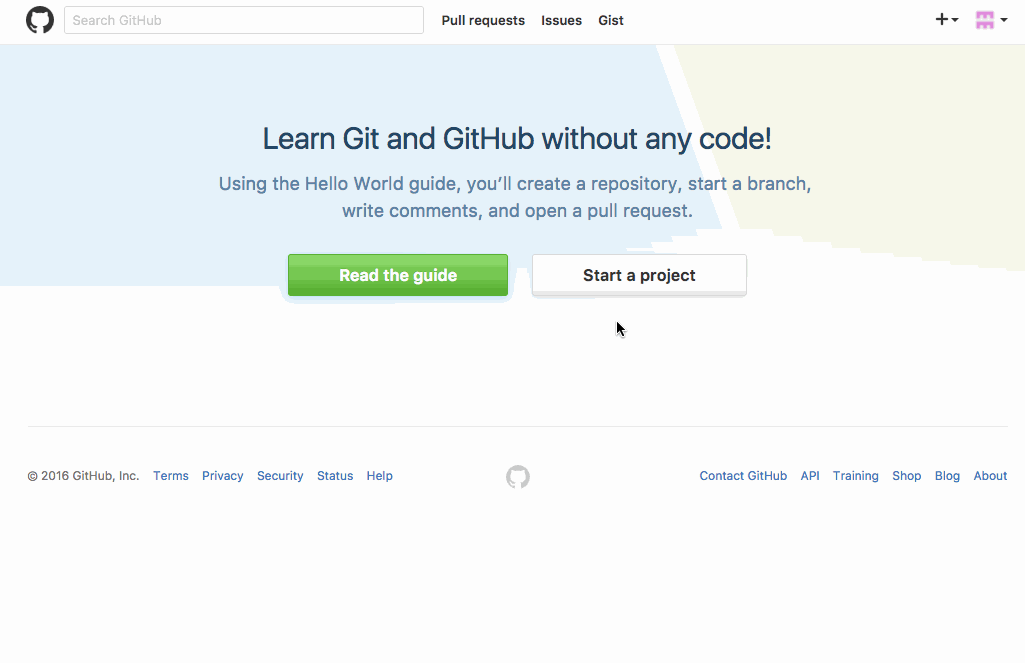 Search GitHub
Pull requests
Issues
Gist
Learn Git and GitHub without any code!
Using the Hello World guide, you’ll create a repository, start a branch,
write comments, and open a pull request.
Read the guide
Start a project
© 2016 GitHub, Inc. Terms Privacy Security Status Help
Contact GitHub API Training Shop Blog About